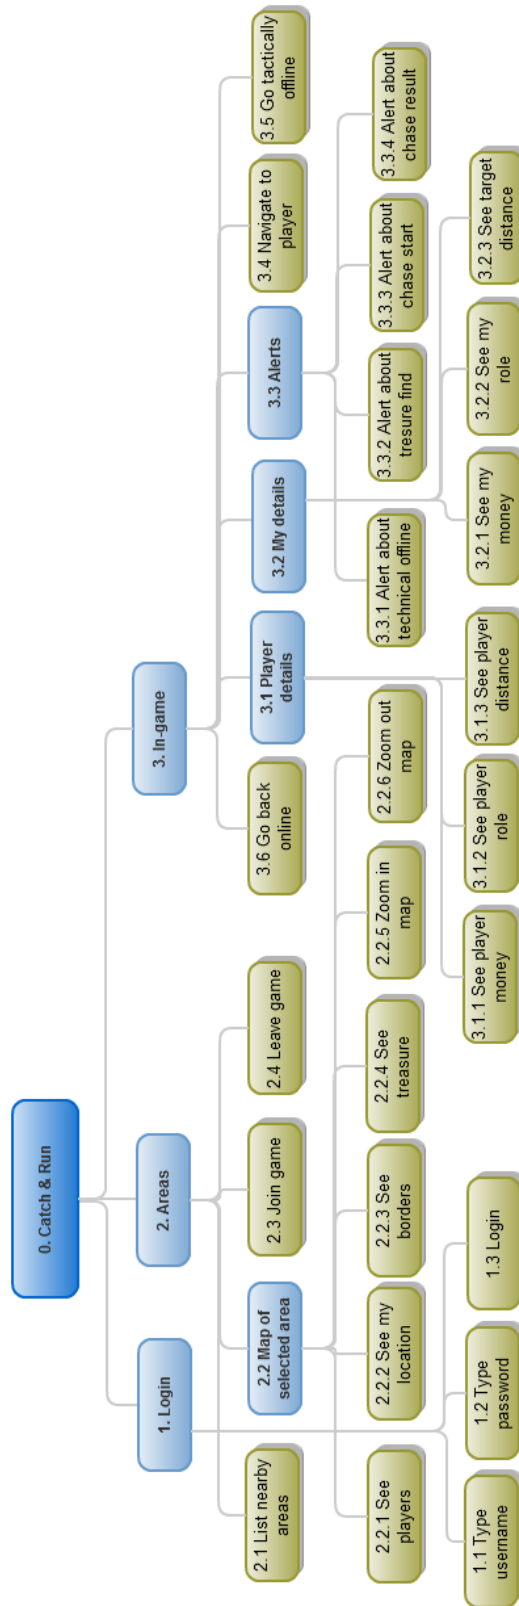 0. Catch & Run
1. Login
2. Areas
3. In-game
2.1 List nearby
areas
2.2 Map of
selected area
2.3 Join game
2.4 Leave game
3.6 Go back
online
3.1 Player
details
3.2 My details
3.3 Alerts
3.4 Navigate to
player
3.5 Go tactically
offline
2.2.1 See
players
2.2.2 See my
location
2.2.3 See
borders
2.2.4 See
treasure
2.2.5 Zoom in
map
2.2.6 Zoom out
map
3.3.1 Alert about
technical offline
3.3.2 Alert about
tresure find
3.3.3 Alert about
chase start
3.3.4 Alert about
chase result
1.1 Type
username
1.2 Type
password
1.3 Login
3.1.1 See player
money
3.1.2 See player
role
3.1.3 See player
distance
3.2.1 See my
money
3.2.2 See my
role
3.2.3 See target
distance